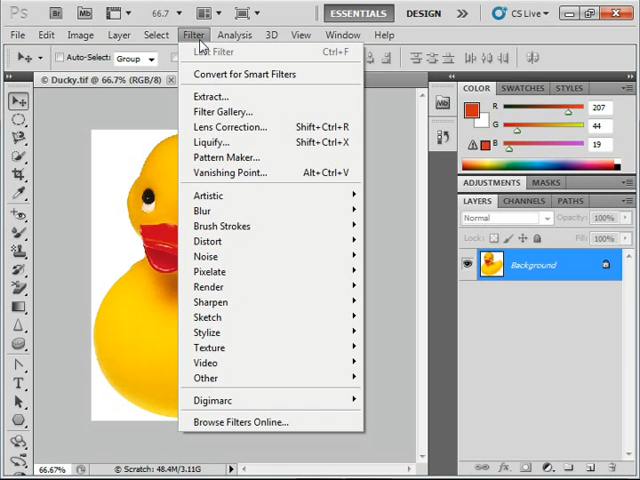 Ps Br Mb 66.7 ESSENTIALS DESIGN >> CS Live
File Edit Image Layer Select Filter Analysis 3D View Window Help
Auto-Select: Group
Ducky.tif @ 66.7% (RGB/8)
Last Filter Ctrl+F
Convert for Smart Filters
Extract...
Filter Gallery...
Lens Correction... Shift+Ctrl+R
Liquify... Shift+Ctrl+X
Pattern Maker...
Vanishing Point... Alt+Ctrl+V
Artistic
Blur
Brush Strokes
Distort
Noise
Pixelate
Render
Sharpen
Sketch
Stylize
Texture
Video
Other
Digimarc
Browse Filters Online...
COLOR SWATCHES STYLES
R 207
G 44
B 19
ADJUSTMENTS MASKS
LAYERS CHANNELS PATHS
Normal Opacity: 100%
Lock: Fill: 100%
Background
66.67% Scratch: 48.4M/3.11G